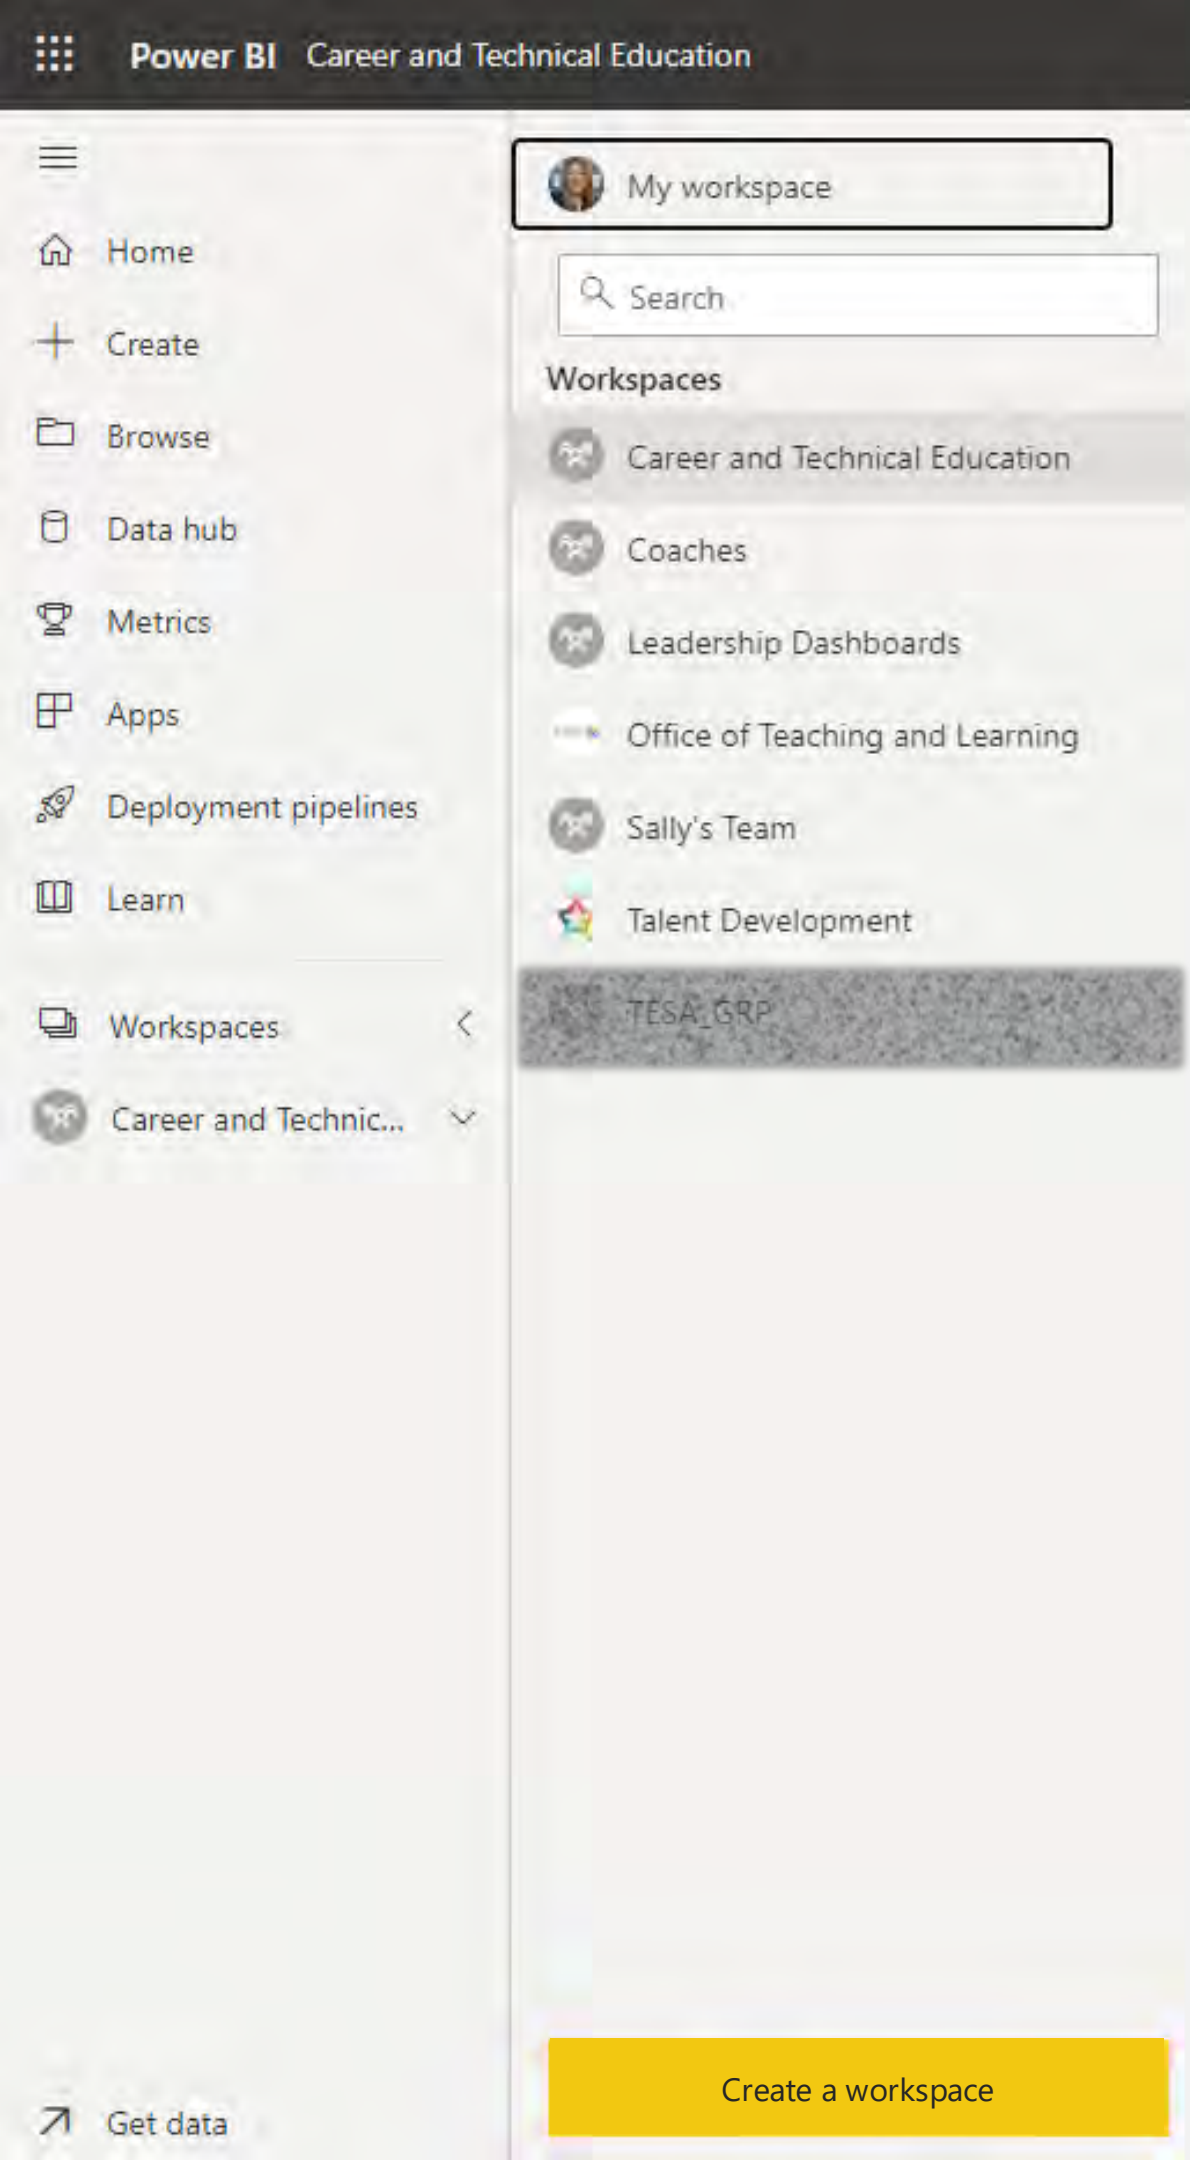 Power BI Career and Technical Education
Home
Create
Browse
Data hub
Metrics
Apps
Deployment pipelines
Learn
Workspaces
Career and Technic...
Get data
My workspace
Search
Workspaces
Career and Technical Education
Coaches
Leadership Dashboards
Office of Teaching and Learning
Sally's Team
Talent Development
TESA_GRP
Create a workspace